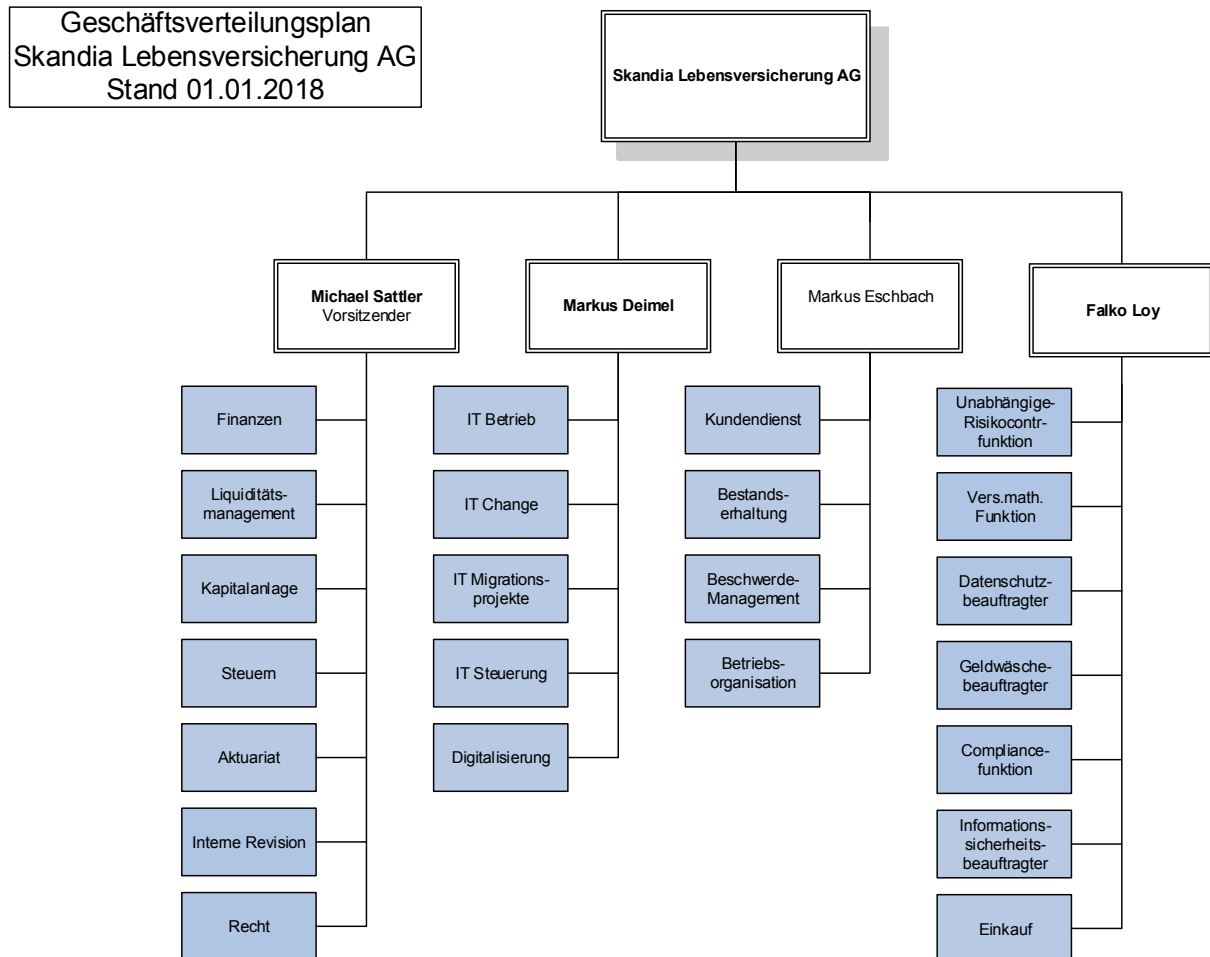 Geschäftsverteilungsplan
Skandia Lebensversicherung AG
Stand 01.01.2018
Skandia Lebensversicherung AG
Michael Sattler
Vorsitzender
Markus Deimel
Markus Eschbach
Falko Loy
Finanzen
Liquiditäts-
management
Kapitalanlage
Steuern
Aktuariat
Interne Revision
Recht
IT Betrieb
IT Change
IT Migrations-
projekte
IT Steuerung
Digitalisierung
Kundendienst
Bestands-
erhaltung
Beschwerde-
Management
Betriebs-
organisation
Unabhängige-
Risikocontr-
funktion
Vers.math.
Funktion
Datenschutz-
beauftragter
Geldwäsche-
beauftragter
Compliance-
funktion
Informations-
sicherheits-
beauftragter
Einkauf